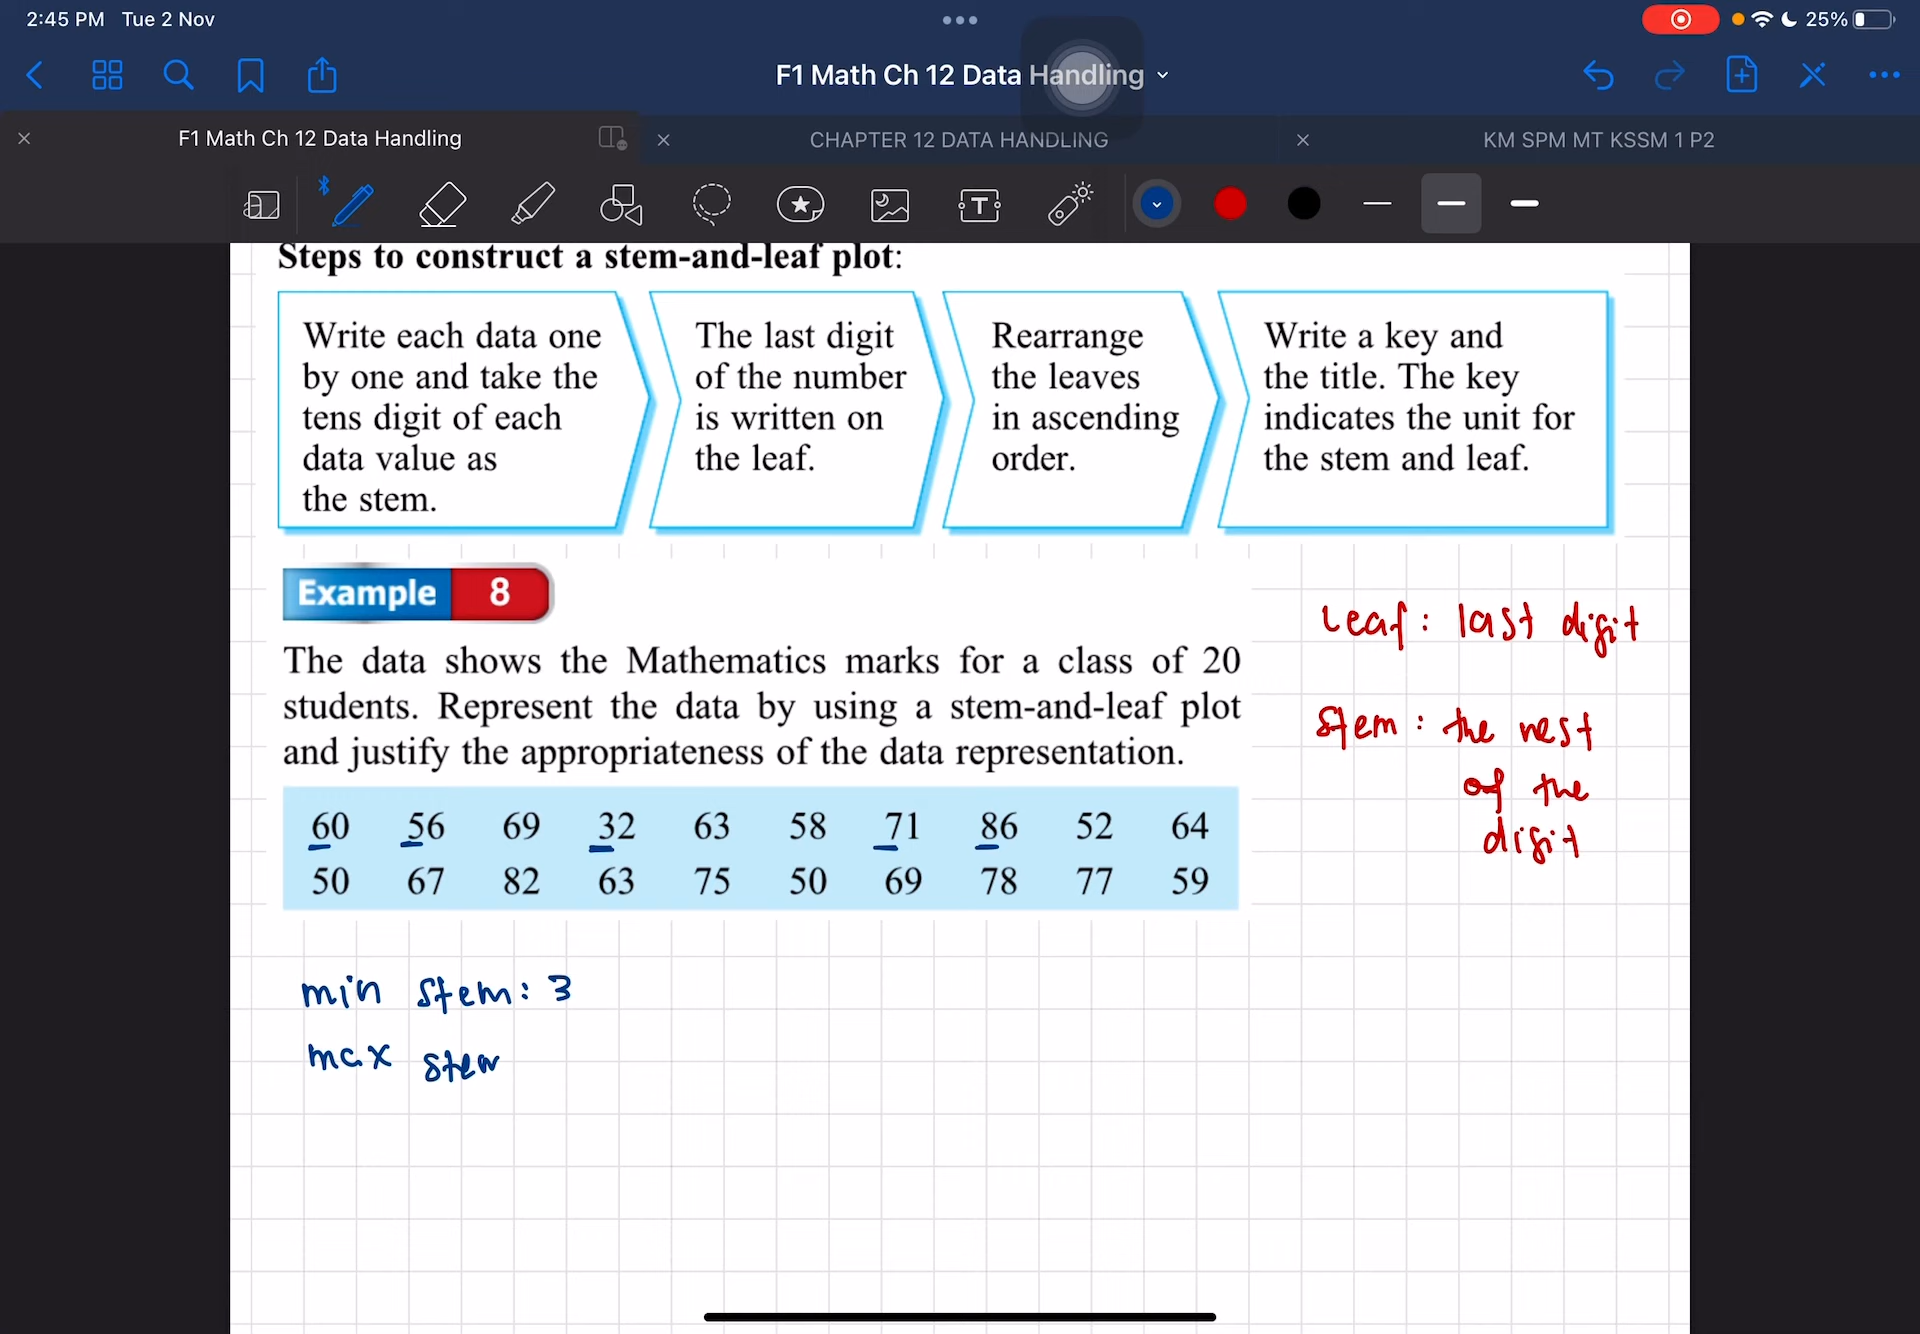 2:45 PM Tue 2 Nov
25%
F1 Math Ch 12 Data Handling
F1 Math Ch 12 Data Handling
CHAPTER 12 DATA HANDLING
KM SPM MT KSSM 1 P2
Steps to construct a stem-and-leaf plot:
Write each data one
by one and take the
tens digit of each
data value as
the stem.
The last digit
of the number
is written on
the leaf.
Rearrange
the leaves
in ascending
order.
Write a key and
the title. The key
indicates the unit for
the stem and leaf.
Example 8
The data shows the Mathematics marks for a class of 20
students. Represent the data by using a stem-and-leaf plot
and justify the appropriateness of the data representation.
60 56 69 32 63 58 71 86 52 64
50 67 82 63 75 50 69 78 77 59
Leaf: last digit
Stem: the rest
of the
digit
min stem: 3
max stem